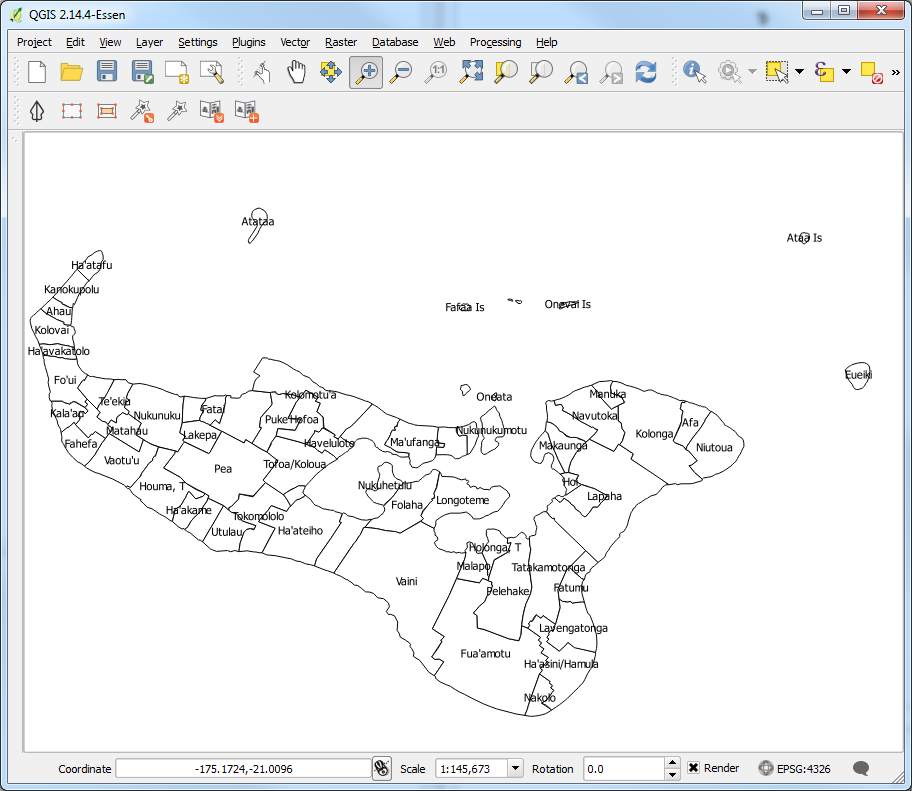 QGIS 2.14.4-Essen
Project Edit View Layer Settings Plugins Vector Raster Database Web Processing Help
1:1
»
Atataa
Ataa Is
Ha'atafu
Kanokupolu
Ahau
Fafaa Is
Onevai Is
Kolovai
Ha'avakatolo
Eueiki
Fo'ui
Kolomotu'a
Onedata
Manuka
Te'ekiu
Fatai
Kala'au
Nukunuku
Puke
Hofoa
Navutoka
Afa
Matahau
Lakepa
Nukunukumotu
Kolonga
Fahefa
Havelulotu
Ma'ufanga
Makaunga
Niutoua
Vaotu'u
Pea
Tofoa/Koloua
Houma, T
Nukuhetulu
Hoi
Longoteme
Lapaha
Ha'akame
Folaha
Tokomololo
Utulau
Ha'ateiho
Holonga, T
Malapo
Tatakamotonga
Vaini
Pelehake
Fatumu
Lavengatonga
Fua'amotu
Ha'asini/Hamula
Nakolo
Coordinate -175.1724,-21.0096 Scale 1:145,673 Rotation 0.0 Render EPSG:4326